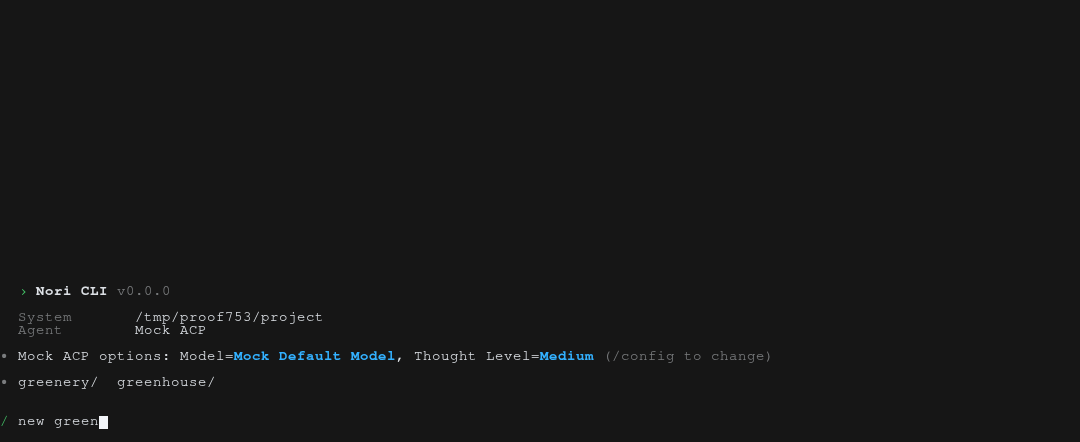 › Nori CLI v0.0.0
System /tmp/proof753/project
Agent Mock ACP
• Mock ACP options: Model=Mock Default Model, Thought Level=Medium (/config to change)
• greenery/ greenhouse/
/ new green